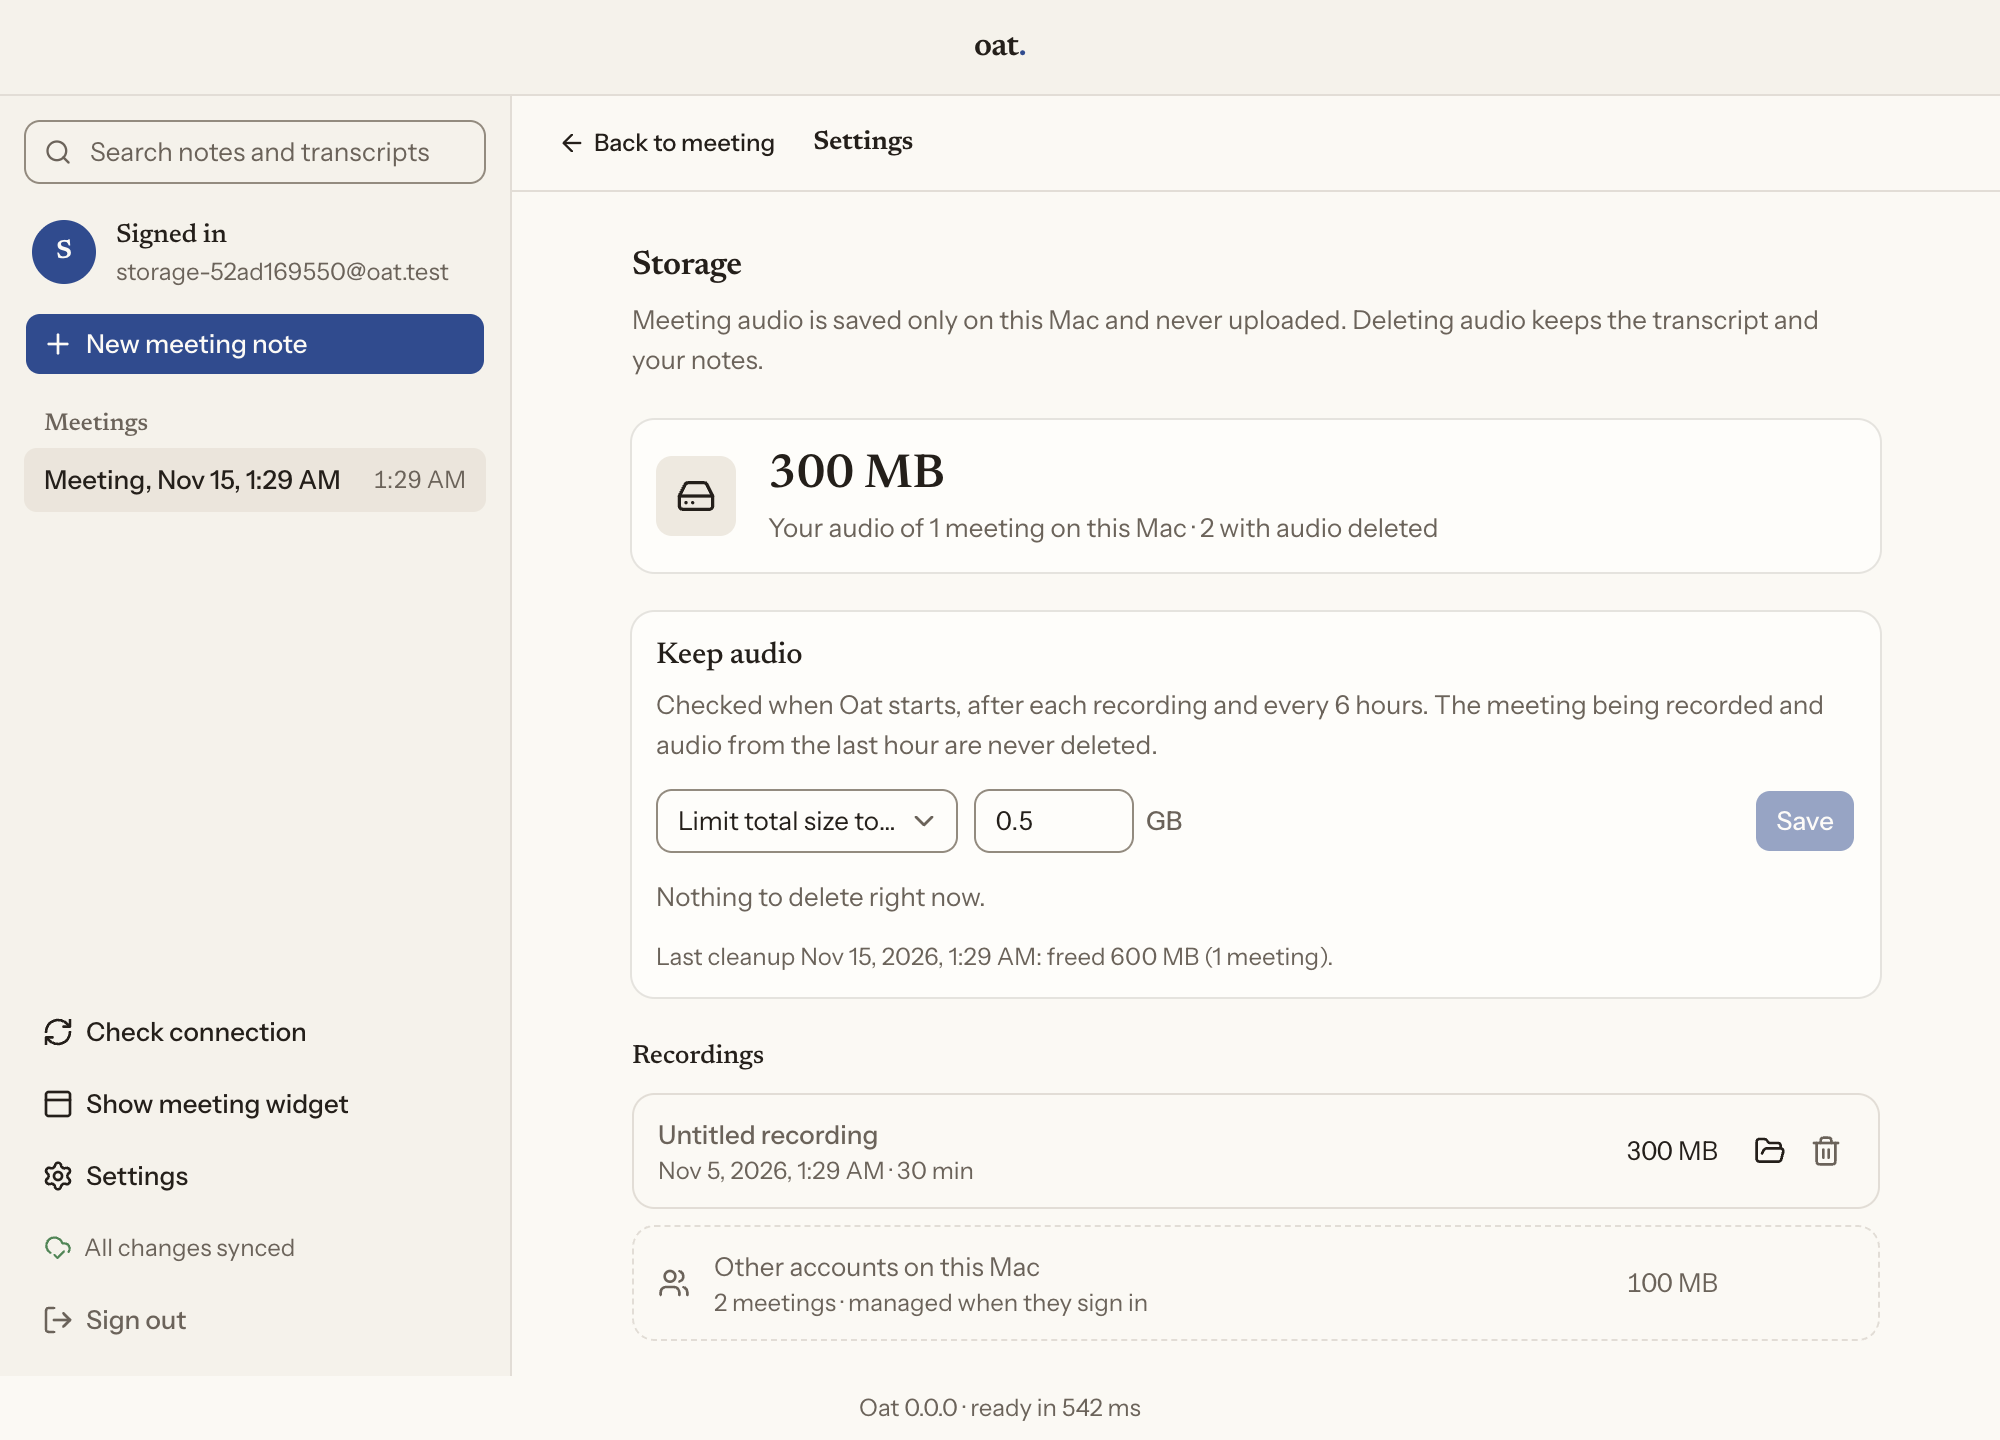 oat.
Search notes and transcripts
S
Signed in
storage-52ad169550@oat.test
New meeting note
Meetings
Meeting, Nov 15, 1:29 AM 1:29 AM
Check connection
Show meeting widget
Settings
All changes synced
Sign out
Back to meeting Settings
Storage
Meeting audio is saved only on this Mac and never uploaded. Deleting audio keeps the transcript and
your notes.
300 MB
Your audio of 1 meeting on this Mac · 2 with audio deleted
Keep audio
Checked when Oat starts, after each recording and every 6 hours. The meeting being recorded and
audio from the last hour are never deleted.
Limit total size to... 0.5 GB Save
Nothing to delete right now.
Last cleanup Nov 15, 2026, 1:29 AM: freed 600 MB (1 meeting).
Recordings
Untitled recording
Nov 5, 2026, 1:29 AM · 30 min
300 MB
Other accounts on this Mac
2 meetings · managed when they sign in
100 MB
Oat 0.0.0 · ready in 542 ms